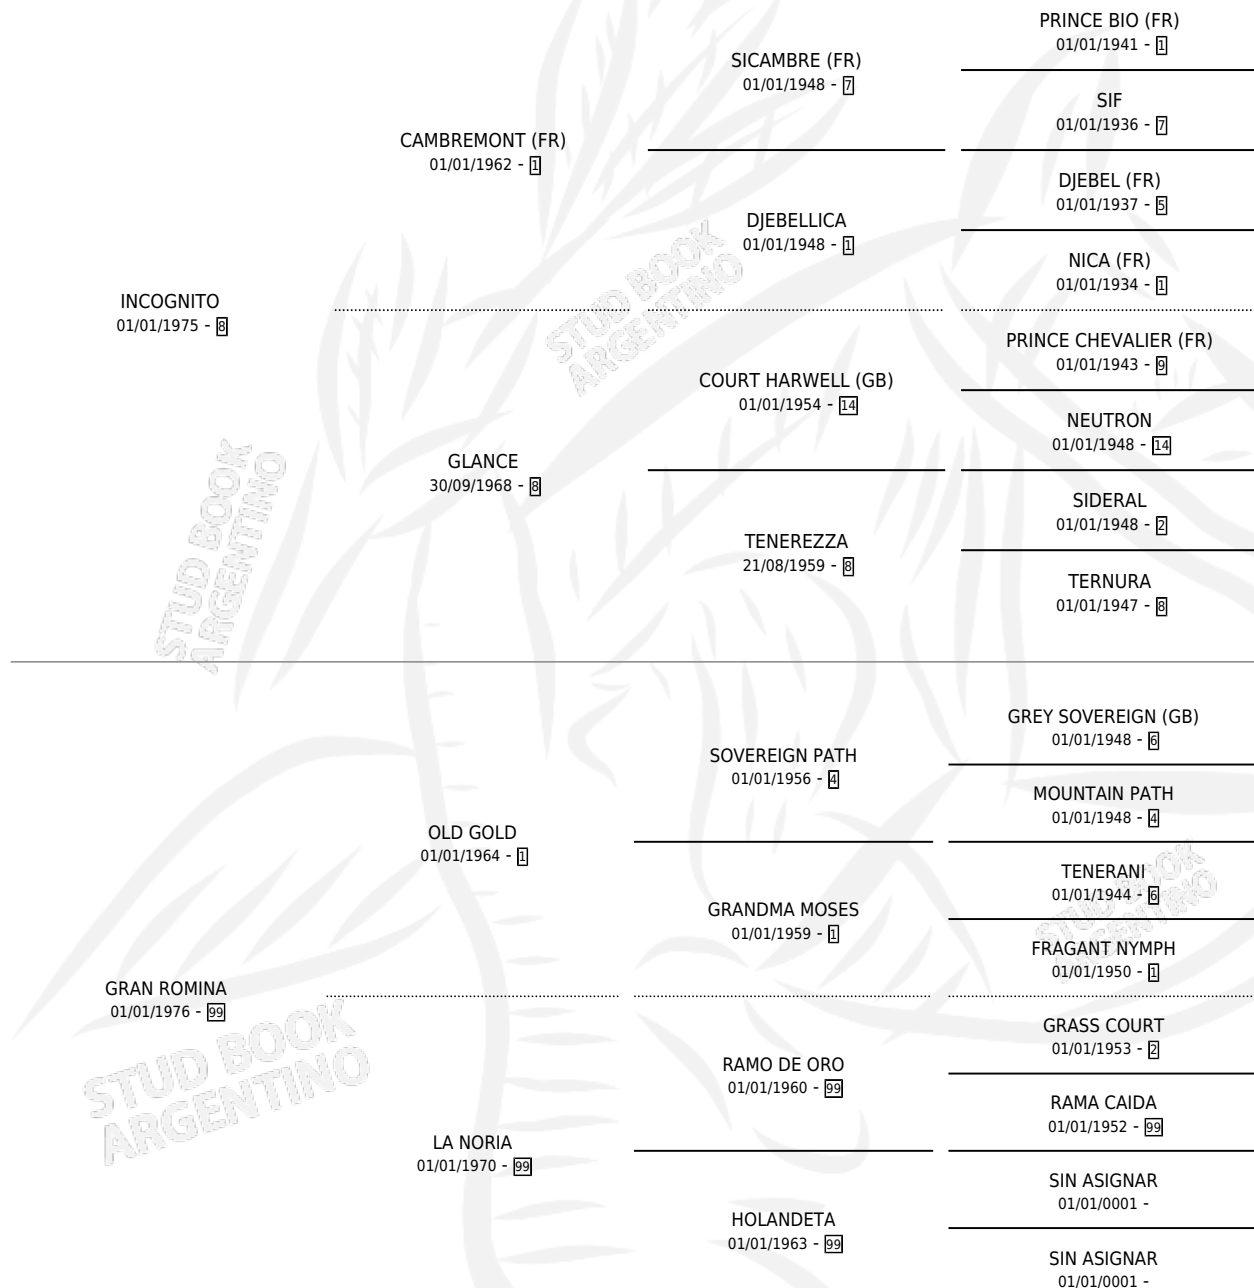 PRINCE BIO (FR)
01/01/1941 - 1
SICAMBRE (FR)
01/01/1948 - 7
SIF
01/01/1936 - 7
CAMBREMONT (FR)
01/01/1962 - 1
DJEBEL (FR)
01/01/1937 - 5
DJEBELLICA
01/01/1948 - 1
NICA (FR)
01/01/1934 - 1
INCOGNITO
01/01/1975 - 8
PRINCE CHEVALIER (FR)
01/01/1943 - 9
COURT HARWELL (GB)
01/01/1954 - 14
NEUTRON
01/01/1948 - 14
GLANCE
30/09/1968 - 8
SIDERAL
01/01/1948 - 2
TENEREZZA
21/08/1959 - 8
TERNURA
01/01/1947 - 8
GREY SOVEREIGN (GB)
01/01/1948 - 6
SOVEREIGN PATH
01/01/1956 - 4
MOUNTAIN PATH
01/01/1948 - 4
OLD GOLD
01/01/1964 - 1
TENERANI
01/01/1944 - 6
GRANDMA MOSES
01/01/1959 - 1
FRAGANT NYMPH
01/01/1950 - 1
GRAN ROMINA
01/01/1976 - 99
GRASS COURT
01/01/1953 - 2
RAMO DE ORO
01/01/1960 - 99
RAMA CAIDA
01/01/1952 - 99
LA NORIA
01/01/1970 - 99
SIN ASIGNAR
01/01/0001 -
HOLANDETA
01/01/1963 - 99
SIN ASIGNAR
01/01/0001 -
STUD BOOK
ARGENTINO
STUD BOOK
ARGENTINO
STUD BOOK
ARGENTINO
STUD BOOK
ARGENTINO